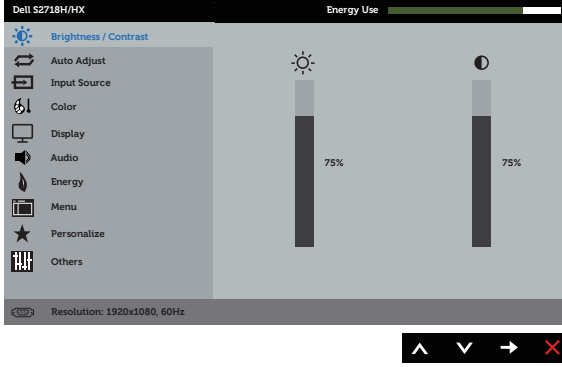 Dell S2718H/HX
Energy Use
Brightness / Contrast
Auto Adjust
Input Source
Color
Display
Audio
Energy
Menu
Personalize
Others
75%
75%
Resolution: 1920x1080, 60Hz